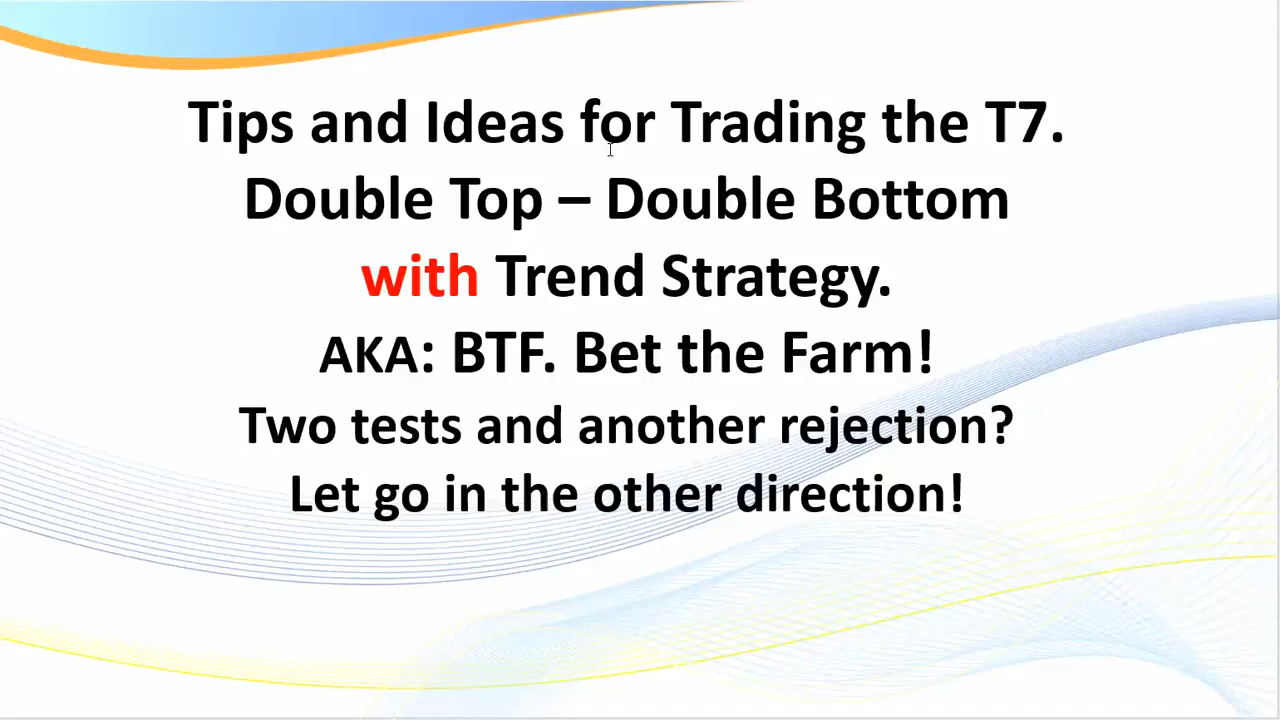 Tips and Ideas for Trading the T7.
Double Top – Double Bottom
with Trend Strategy.
AKA: BTF. Bet the Farm!
Two tests and another rejection?
Let go in the other direction!